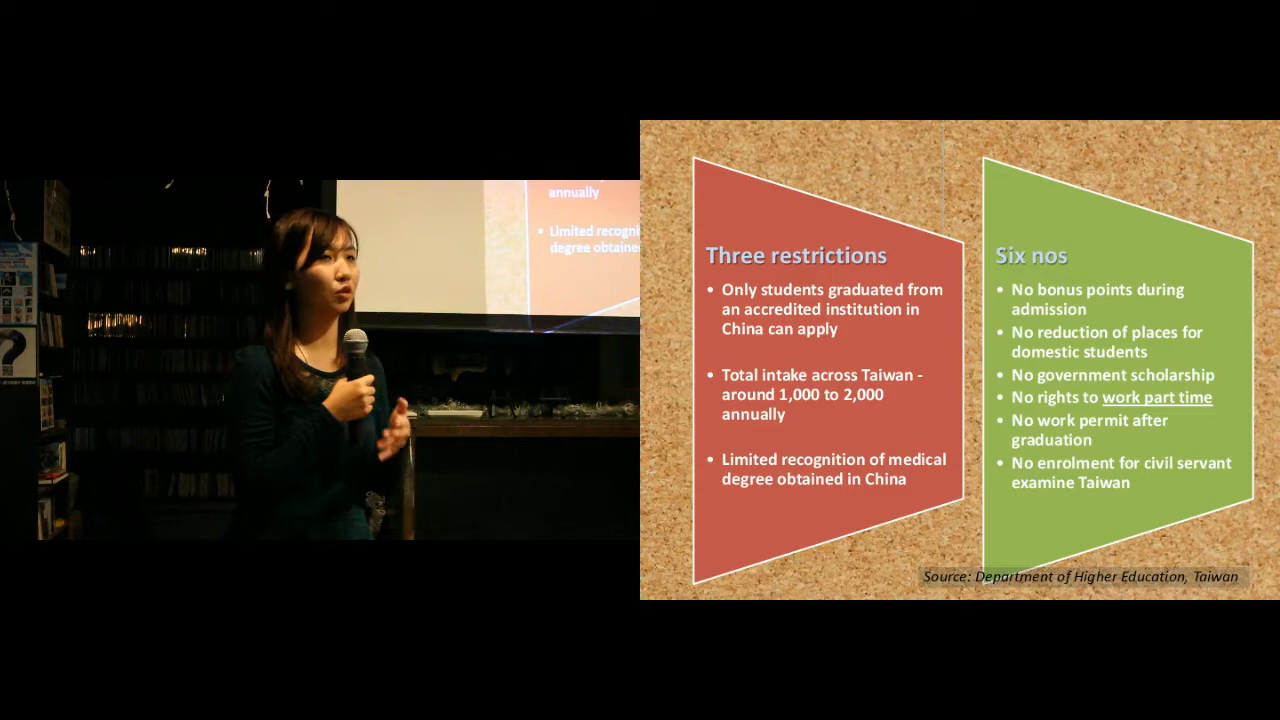 annually
• Limited recogni
degree obtaine
Three restrictions
• Only students graduated from
an accredited institution in
China can apply
• Total intake across Taiwan -
around 1,000 to 2,000
annually
• Limited recognition of medical
degree obtained in China
Six nos
• No bonus points during
admission
• No reduction of places for
domestic students
• No government scholarship
• No rights to work part time
• No work permit after
graduation
• No enrolment for civil servant
examine Taiwan
Source: Department of Higher Education, Taiwan